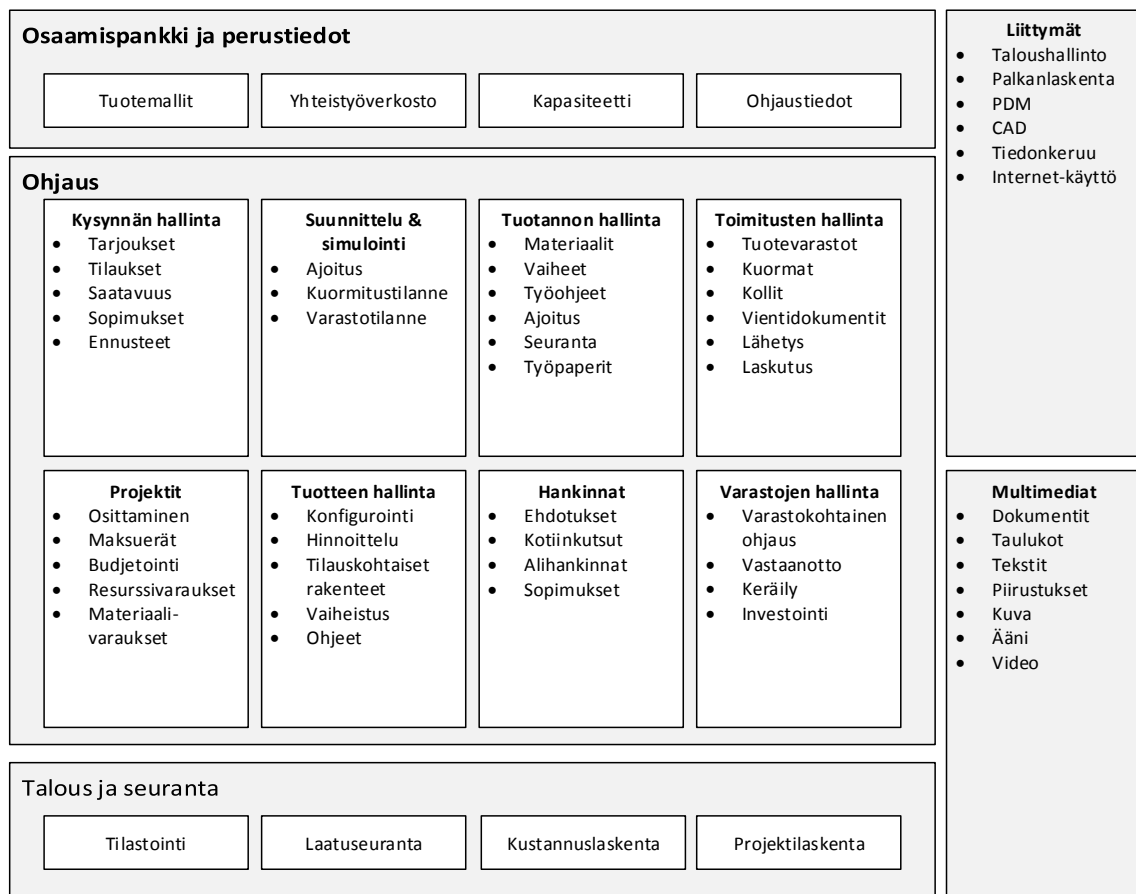 Osaamispankki ja perustiedot
Tuotemallit
Yhteistyöverkosto
Kapasiteetti
Ohjaustiedot
Ohjaus
Kysynnän hallinta
• Tarjoukset
• Tilaukset
• Saatavuus
• Sopimukset
• Ennusteet
Suunnittelu &
simulointi
• Ajoitus
• Kuormitustilanne
• Varastotilanne
Tuotannon hallinta
• Materiaalit
• Vaiheet
• Työohjeet
• Ajoitus
• Seuranta
• Työpaperit
Toimitusten hallinta
• Tuotevarastot
• Kuormat
• Kollit
• Vientidokumentit
• Lähetys
• Laskutus
Projektit
• Osittaminen
• Maksuerät
• Budjetointi
• Resurssivaraukset
• Materiaali-
varaukset
Tuotteen hallinta
• Konfigurointi
• Hinnoittelu
• Tilauskohtaiset
rakenteet
• Vaiheistus
• Ohjeet
Hankinnat
• Ehdotukset
• Kotiinkutsut
• Alihankinnat
• Sopimukset
Varastojen hallinta
• Varastokohtainen
ohjaus
• Vastaanotto
• Keräily
• Investointi
Talous ja seuranta
Tilastointi
Laatuseuranta
Kustannuslaskenta
Projektilaskenta
Liittymät
• Taloushallinto
• Palkanlaskenta
• PDM
• CAD
• Tiedonkeruu
• Internet-käyttö
Multimediat
• Dokumentit
• Taulukot
• Tekstit
• Piirustukset
• Kuva
• Ääni
• Video